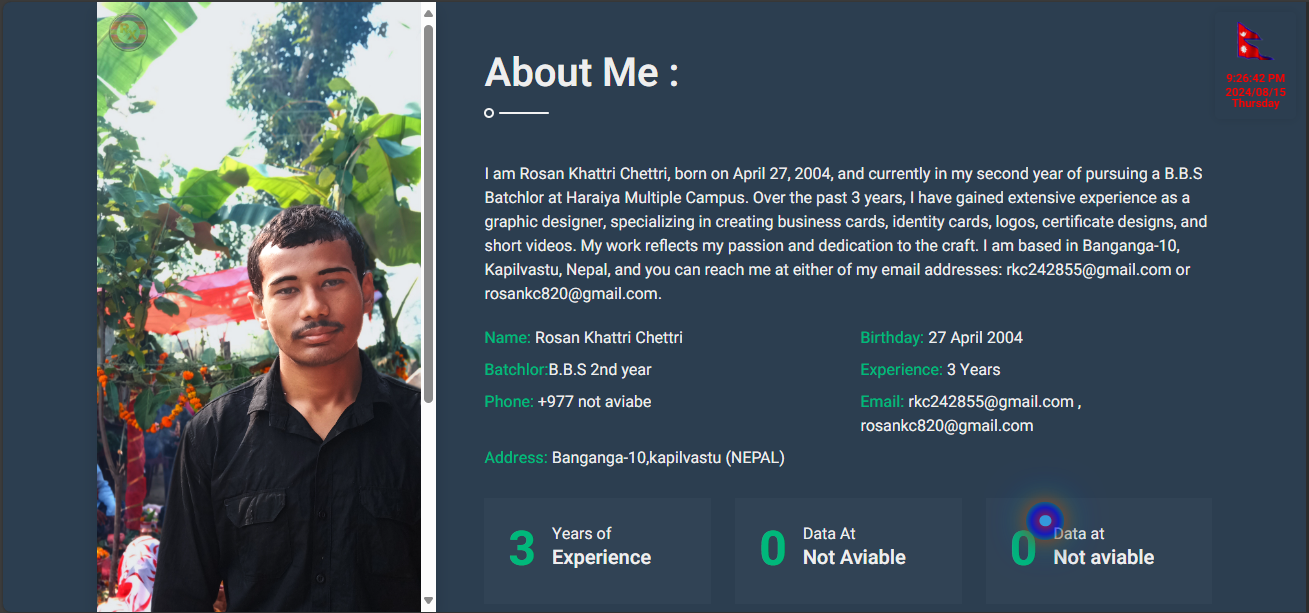 About Me :
9:26:42 PM
2024/08/15
Thursday
I am Rosan Khattri Chettri, born on April 27, 2004, and currently in my second year of pursuing a B.B.S
Batchlor at Haraiya Multiple Campus. Over the past 3 years, I have gained extensive experience as a
graphic designer, specializing in creating business cards, identity cards, logos, certificate designs, and
short videos. My work reflects my passion and dedication to the craft. I am based in Banganga-10,
Kapilvastu, Nepal, and you can reach me at either of my email addresses: rkc242855@gmail.com or
rosankc820@gmail.com.
Name: Rosan Khattri Chettri
Birthday: 27 April 2004
Batchlor:B.B.S 2nd year
Experience: 3 Years
Phone: +977 not aviabe
Email: rkc242855@gmail.com ,
rosankc820@gmail.com
Address: Banganga-10,kapilvastu (NEPAL)
3
Years of
Experience
0
Data At
Not Aviable
0
Data at
Not aviable